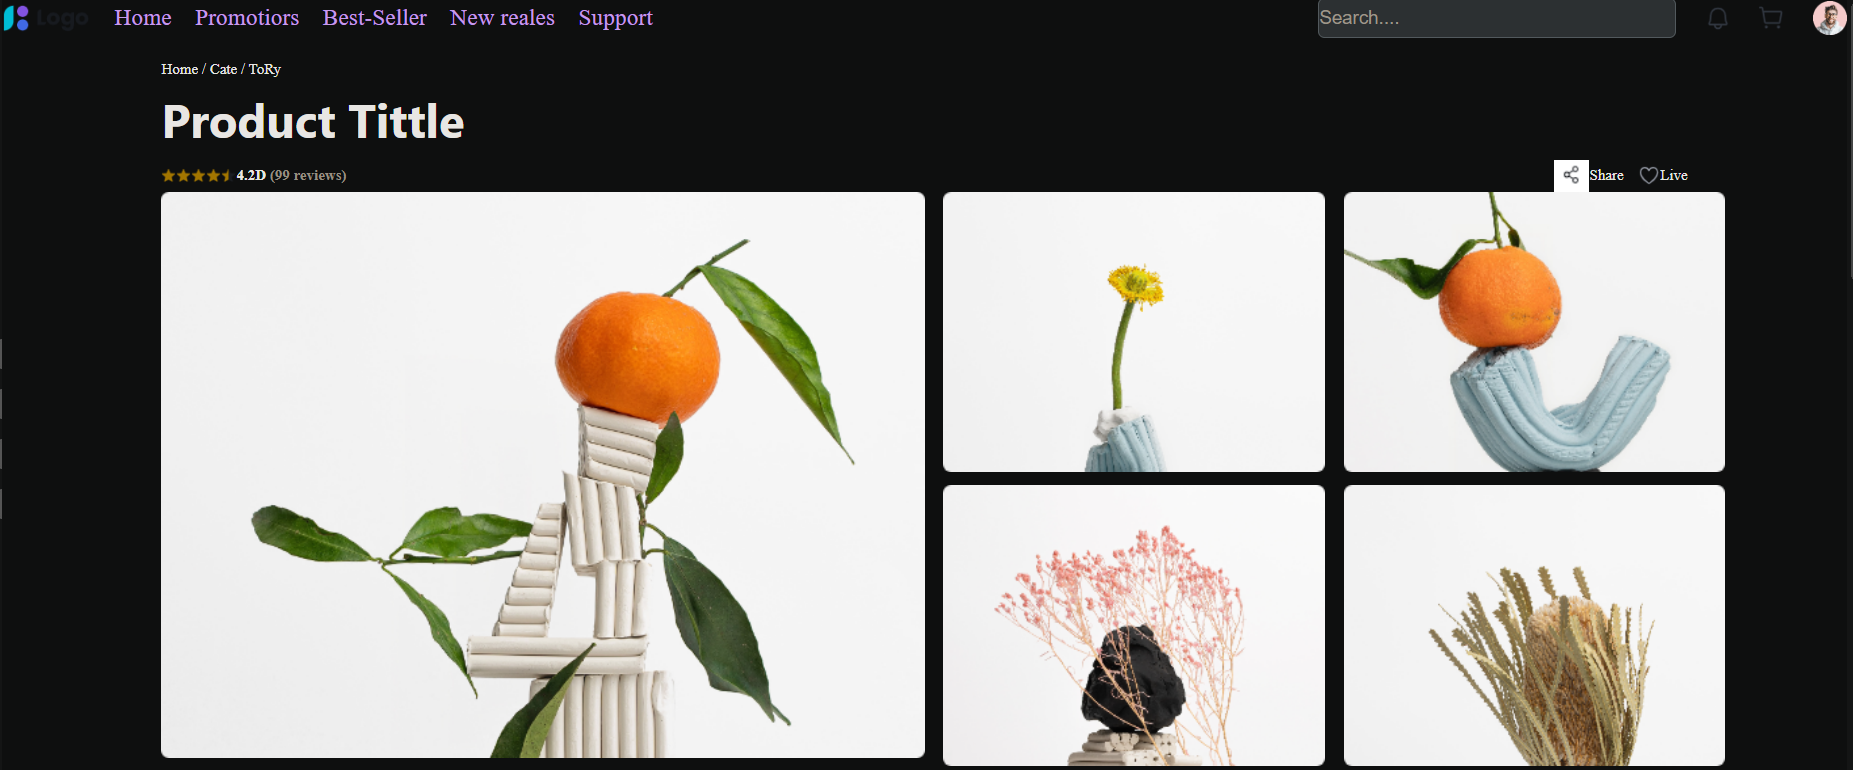 Logo Home Promotiors Best-Seller New reales Support Search....
Home / Cate / ToRy
Product Tittle
4.2D (99 reviews) Share Live